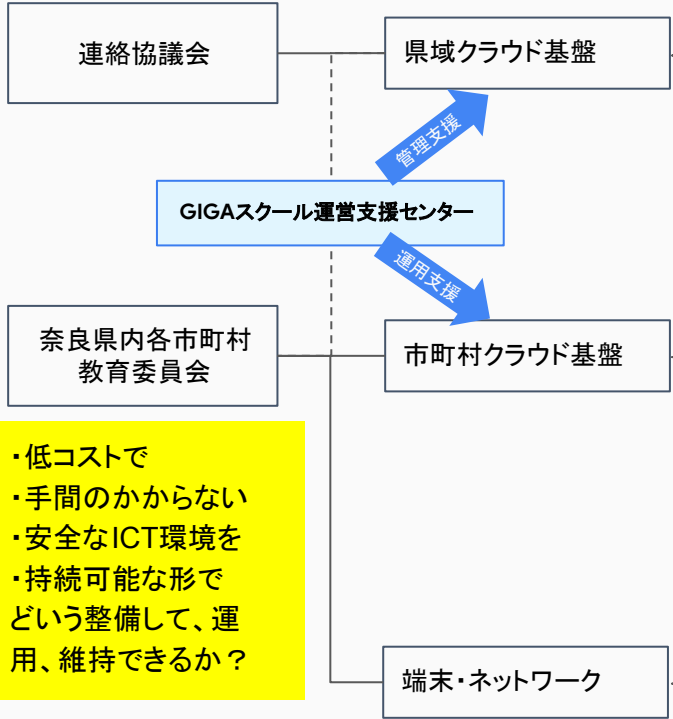 連絡協議会
県域クラウド基盤
管理支援
GIGAスクール運営支援センター
運用支援
奈良県内各市町村
教育委員会
市町村クラウド基盤
・低コストで
・手間のかからない
・安全なICT環境を
・持続可能な形で
どいう整備して、運
用、維持できるか？
端末・ネットワーク